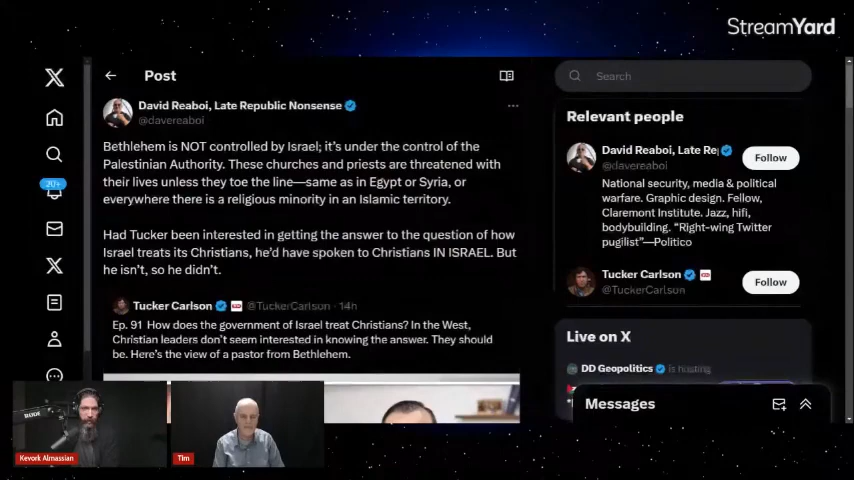 StreamYard
Post
Search
David Reaboi, Late Republic Nonsense
@davereaboi
Bethlehem is NOT controlled by Israel; it's under the control of the
Palestinian Authority. These churches and priests are threatened with
their lives unless they toe the line—same as in Egypt or Syria, or
everywhere there is a religious minority in an Islamic territory.
Had Tucker been interested in getting the answer to the question of how
Israel treats its Christians, he'd have spoken to Christians IN ISRAEL. But
he isn't, so he didn't.
Tucker Carlson @TuckerCarlson · 14h
Ep. 91 How does the government of Israel treat Christians? In the West,
Christian leaders don't seem interested in knowing the answer. They should
be. Here's the view of a pastor from Bethlehem.
20+
Relevant people
David Reaboi, Late Rep
@davereaboi
Follow
National security, media & political
warfare. Graphic design. Fellow,
Claremont Institute. Jazz, hifi,
bodybuilding. "Right-wing Twitter
pugilist"—Politico
Tucker Carlson
@TuckerCarlson
Follow
Live on X
DD Geopolitics is hosting
Messages
Kevork Almassian
Tim